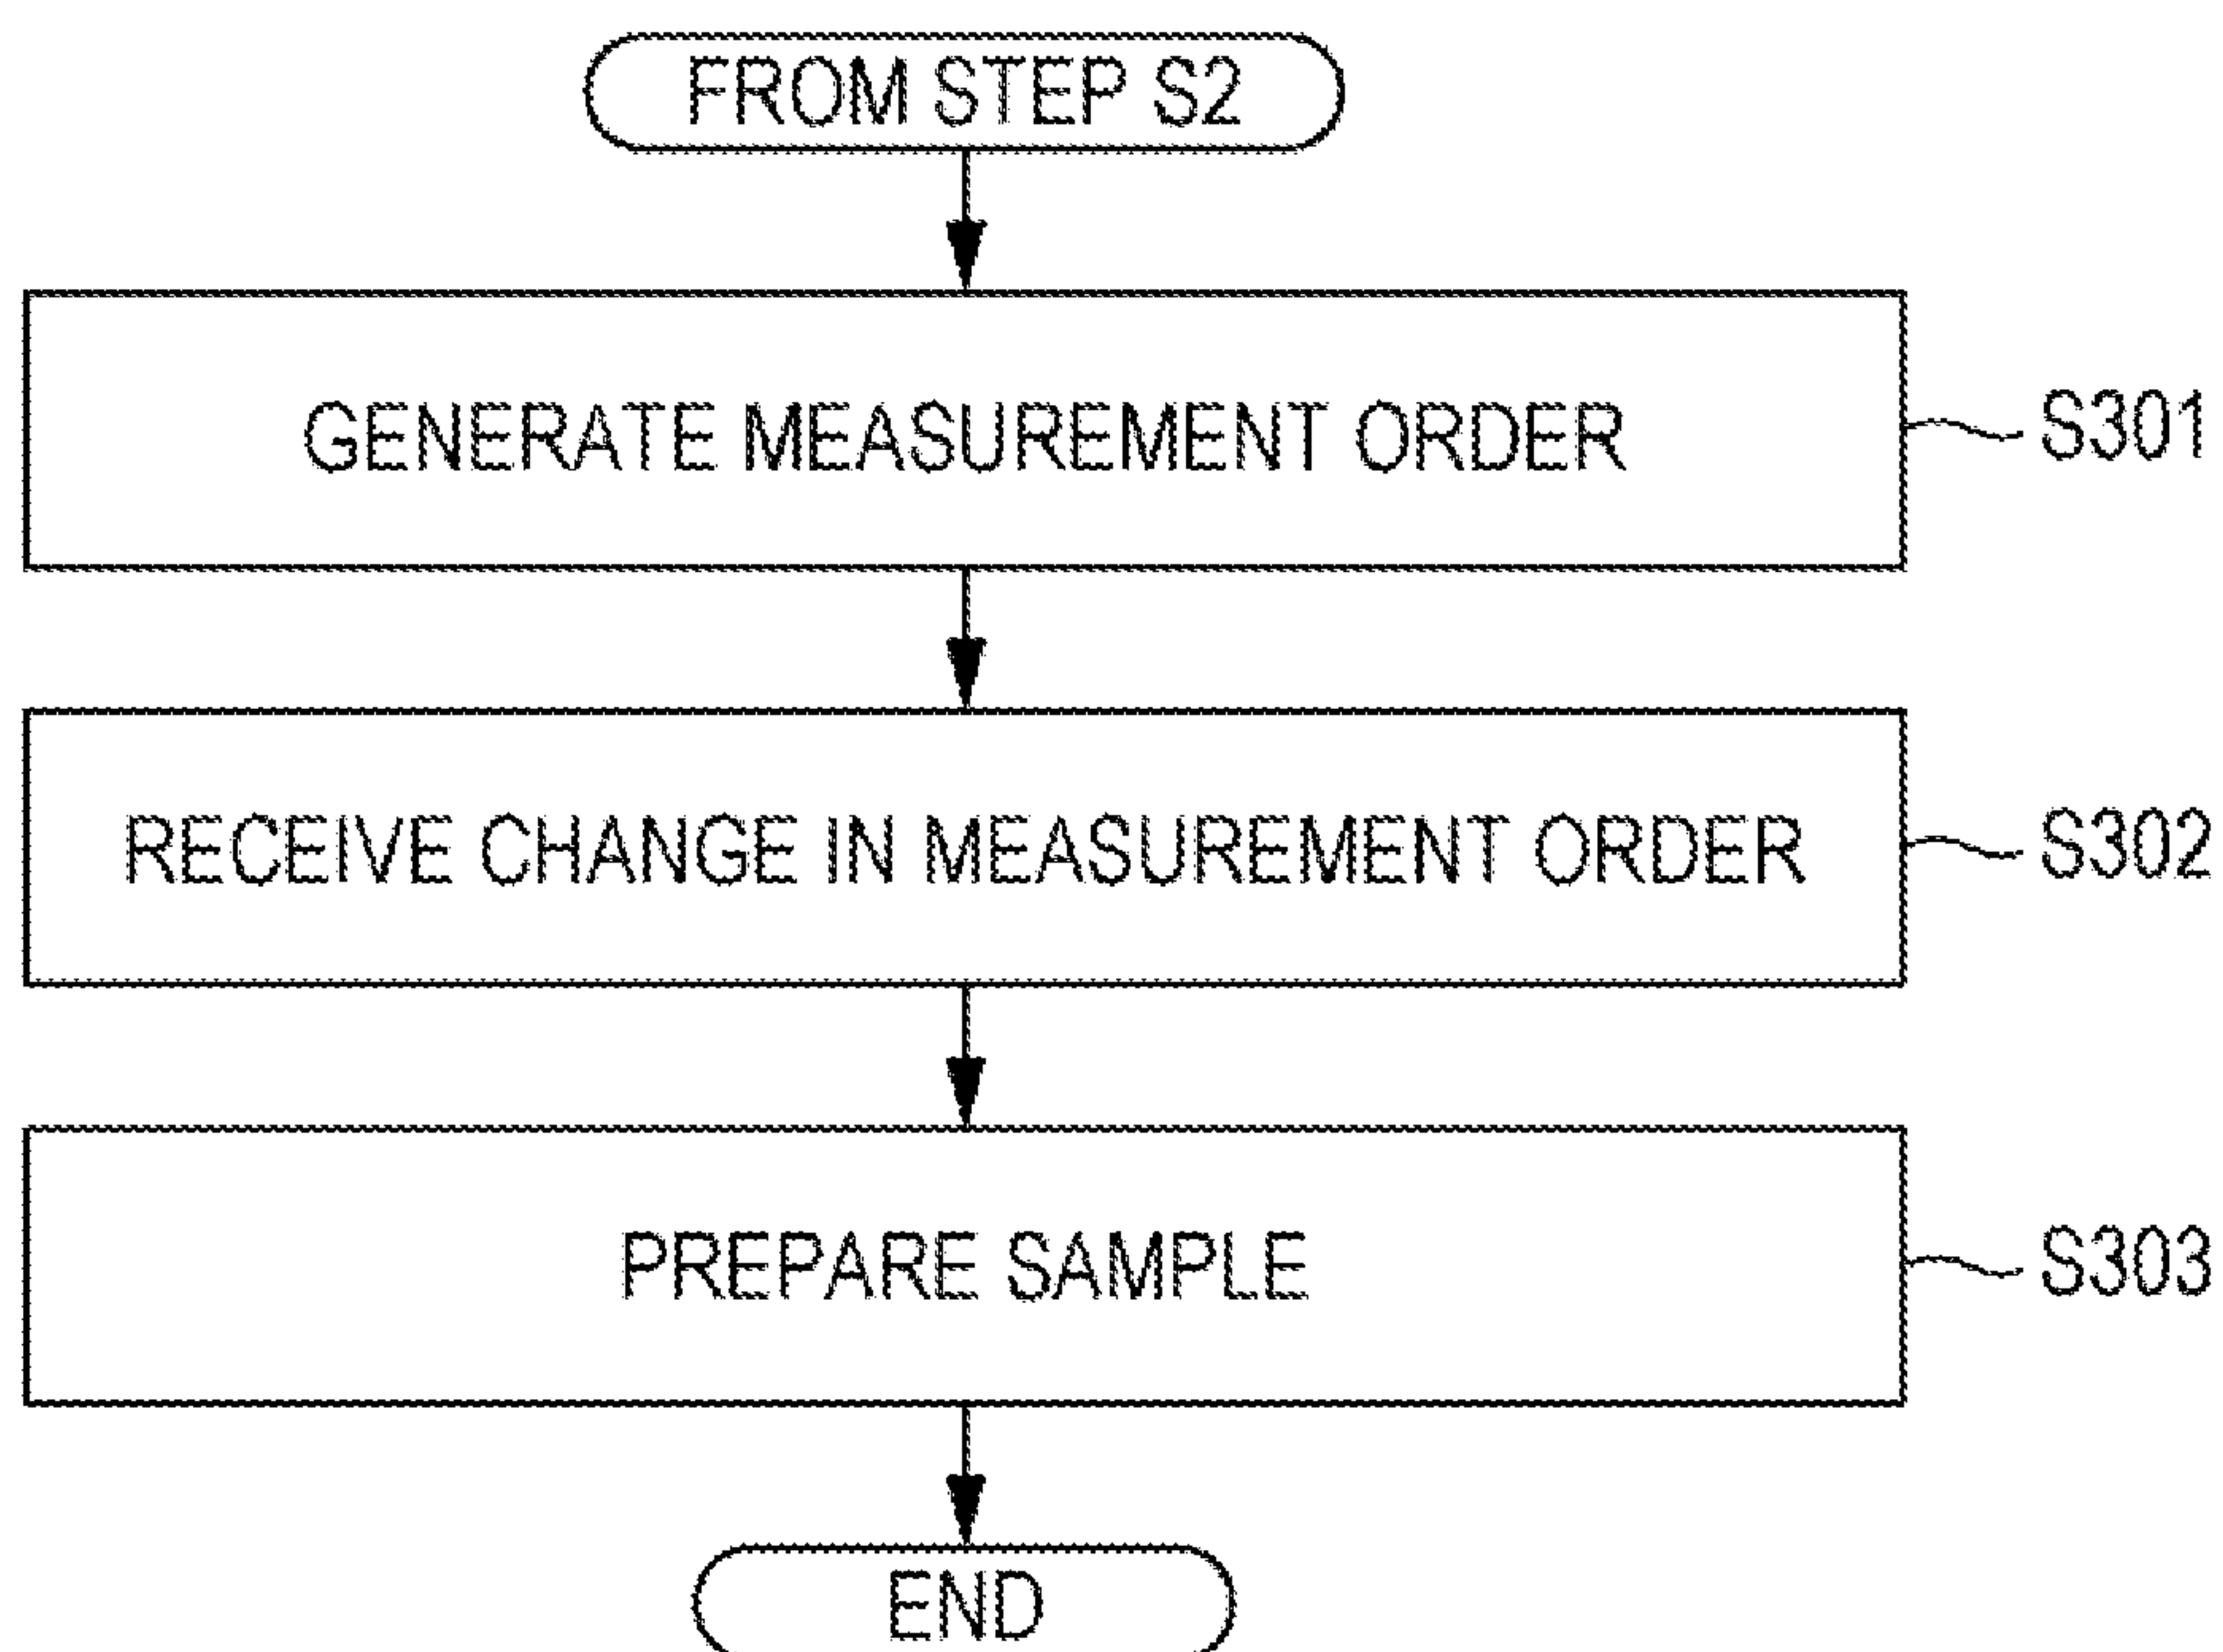 FROM STEP S2
GENERATE MEASUREMENT ORDER
S301
RECEIVE CHANGE IN MEASUREMENT ORDER
S302
PREPARE SAMPLE
S303
END